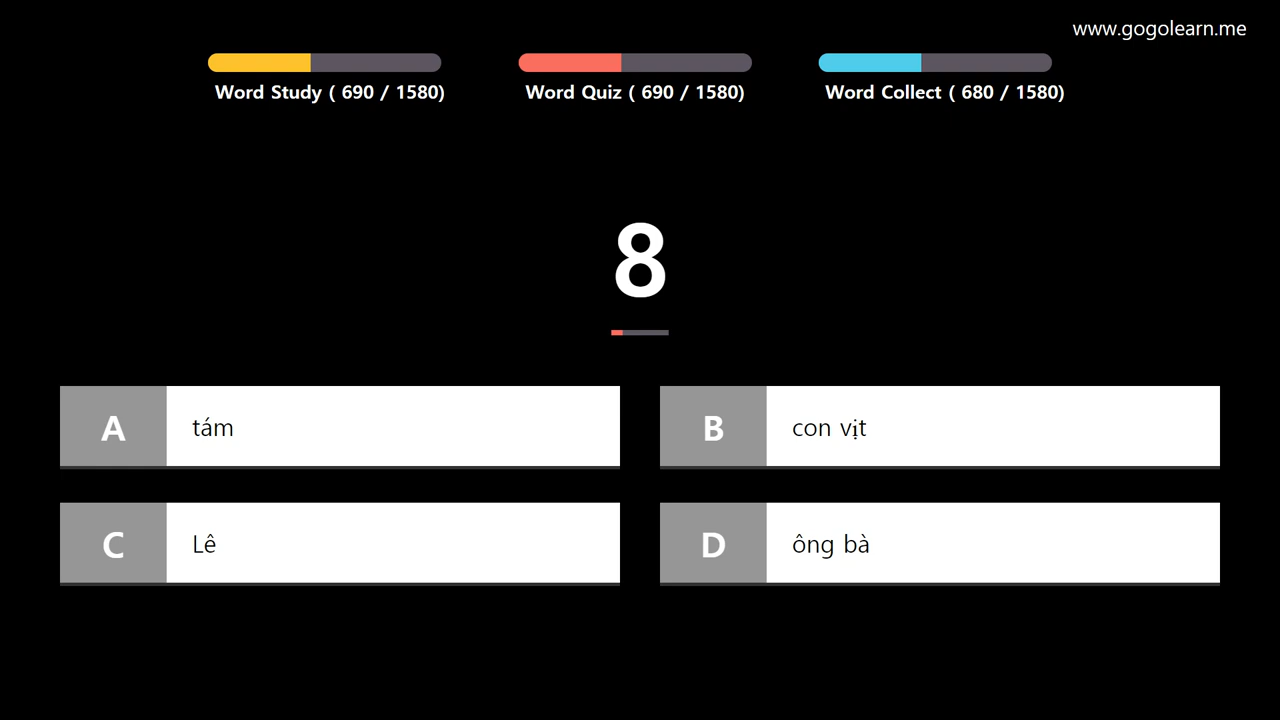 www.gogolearn.me
Word Study ( 690 / 1580)
Word Quiz ( 690 / 1580)
Word Collect ( 680 / 1580)
8
A
tám
B
con vịt
C
Lê
D
ông bà